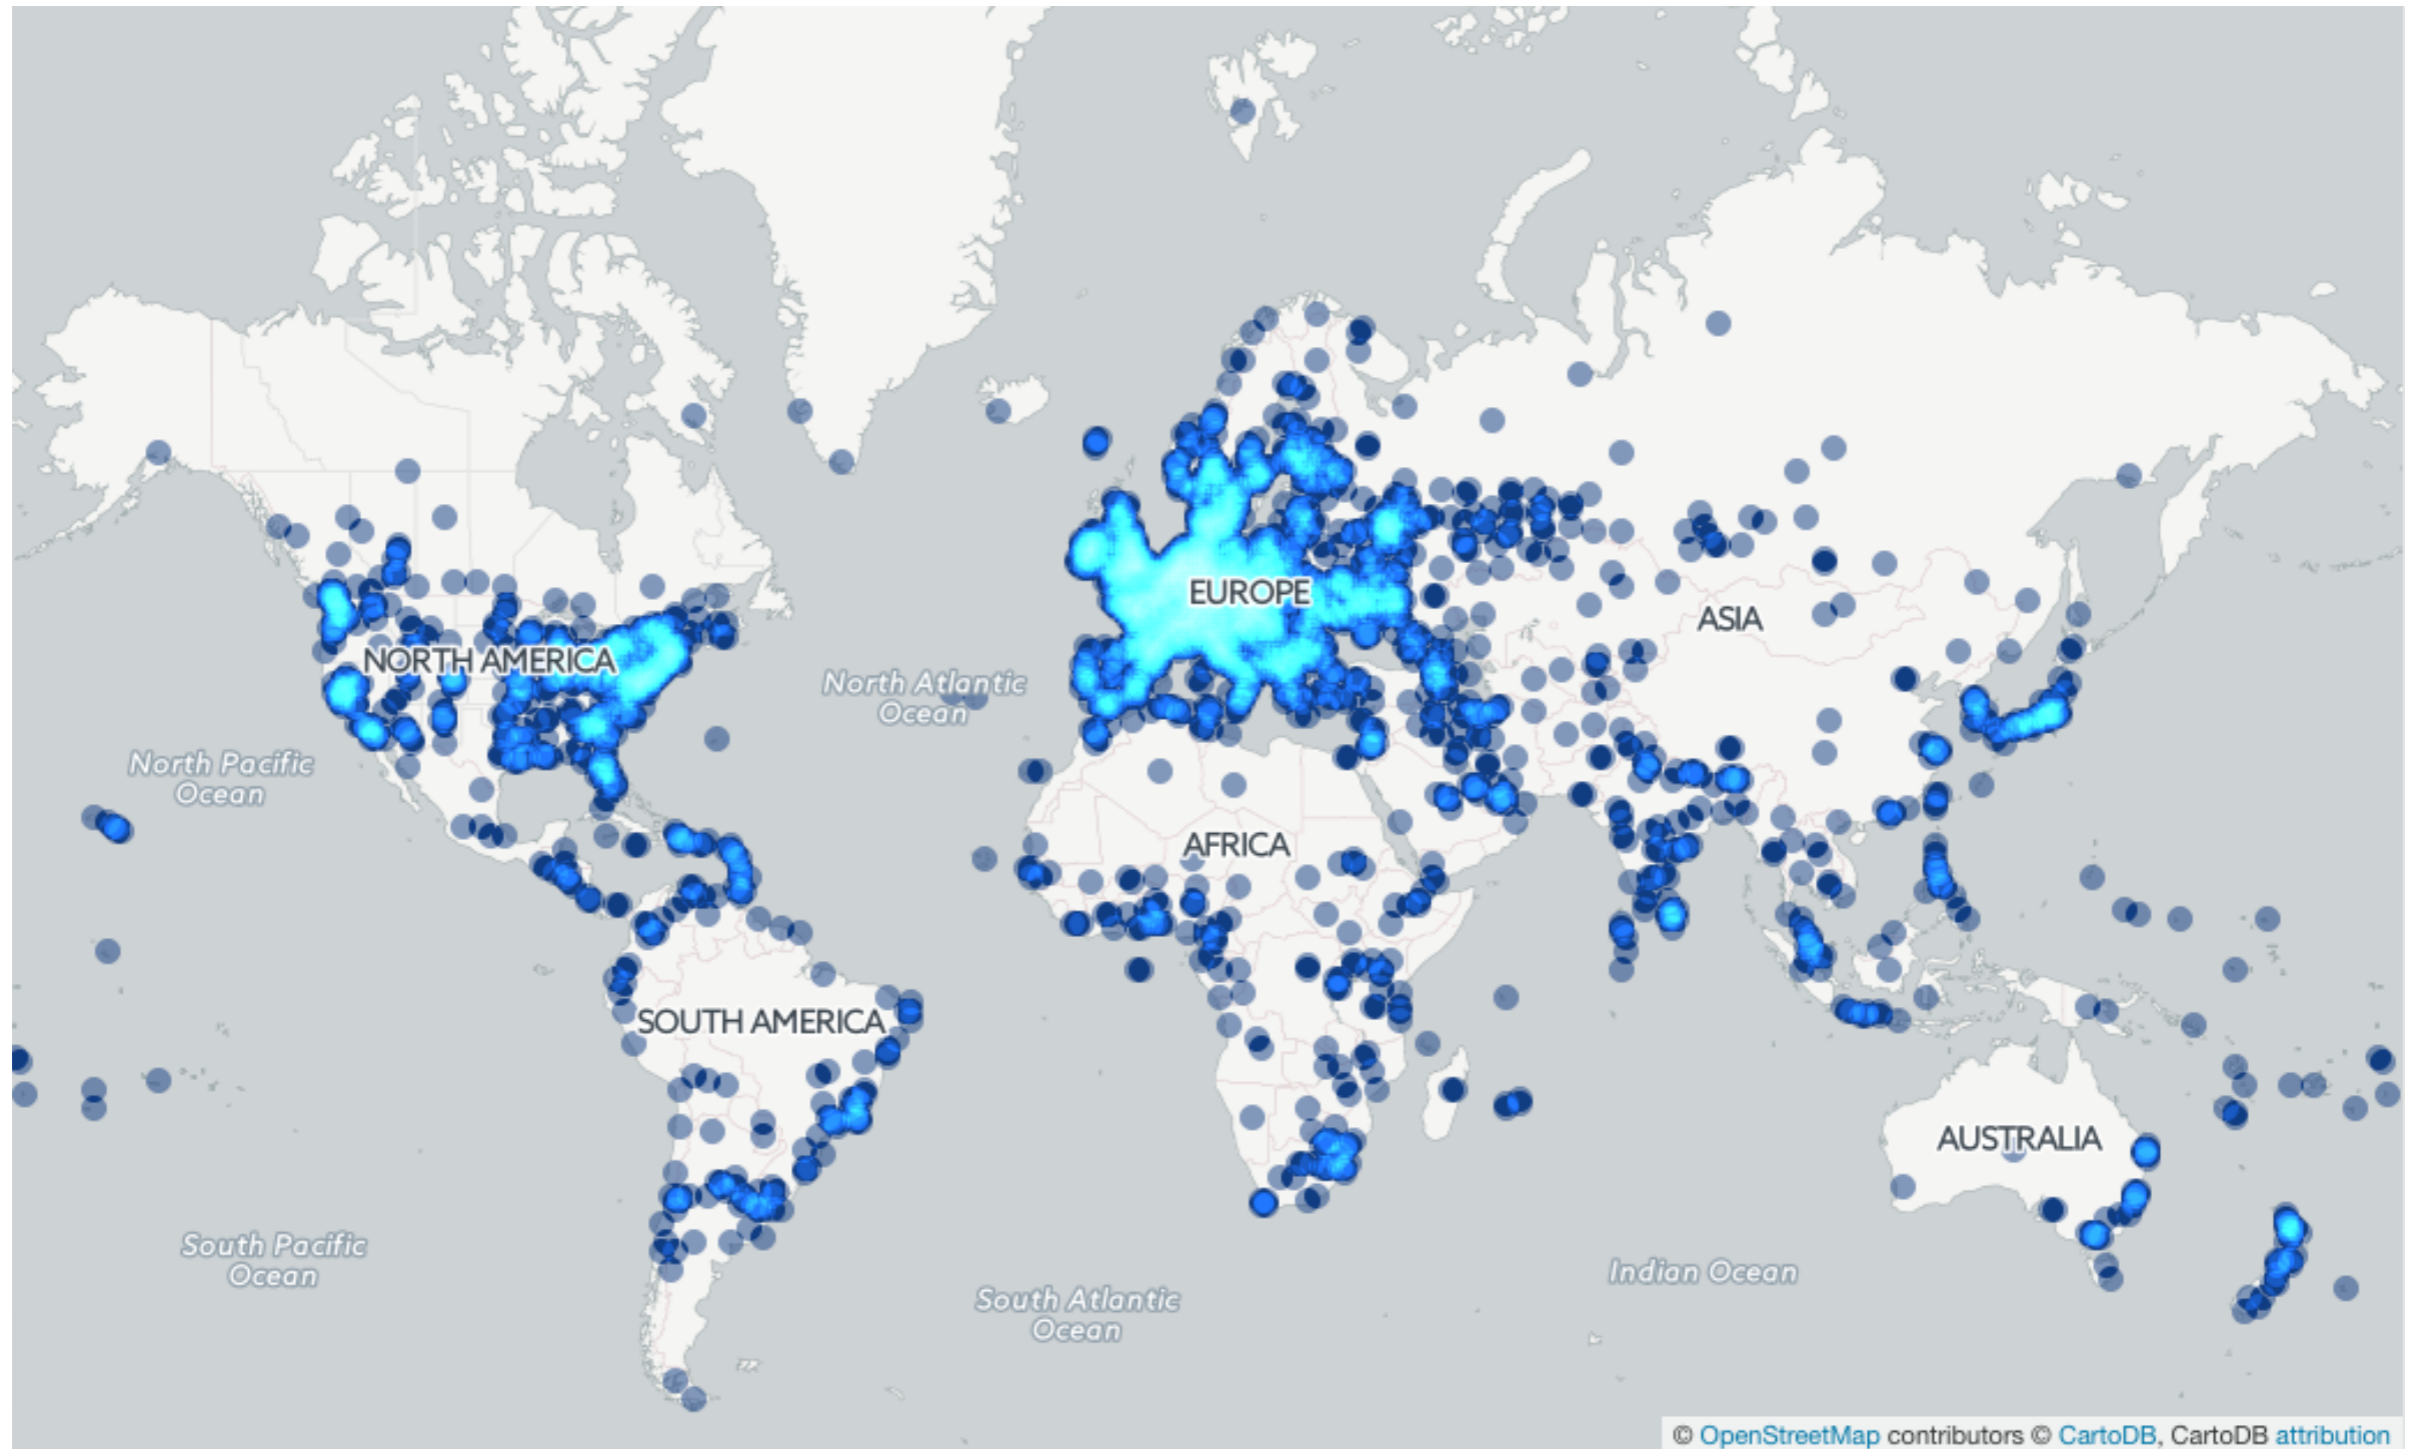 EUROPE
ASIA
NORTH AMERICA
North Atlantic
Ocean
North Pacific
Ocean
AFRICA
SOUTH AMERICA
AUSTRALIA
South Pacific
Ocean
Indian Ocean
South Atlantic
Ocean
© OpenStreetMap contributors © CartoDB, CartoDB attribution